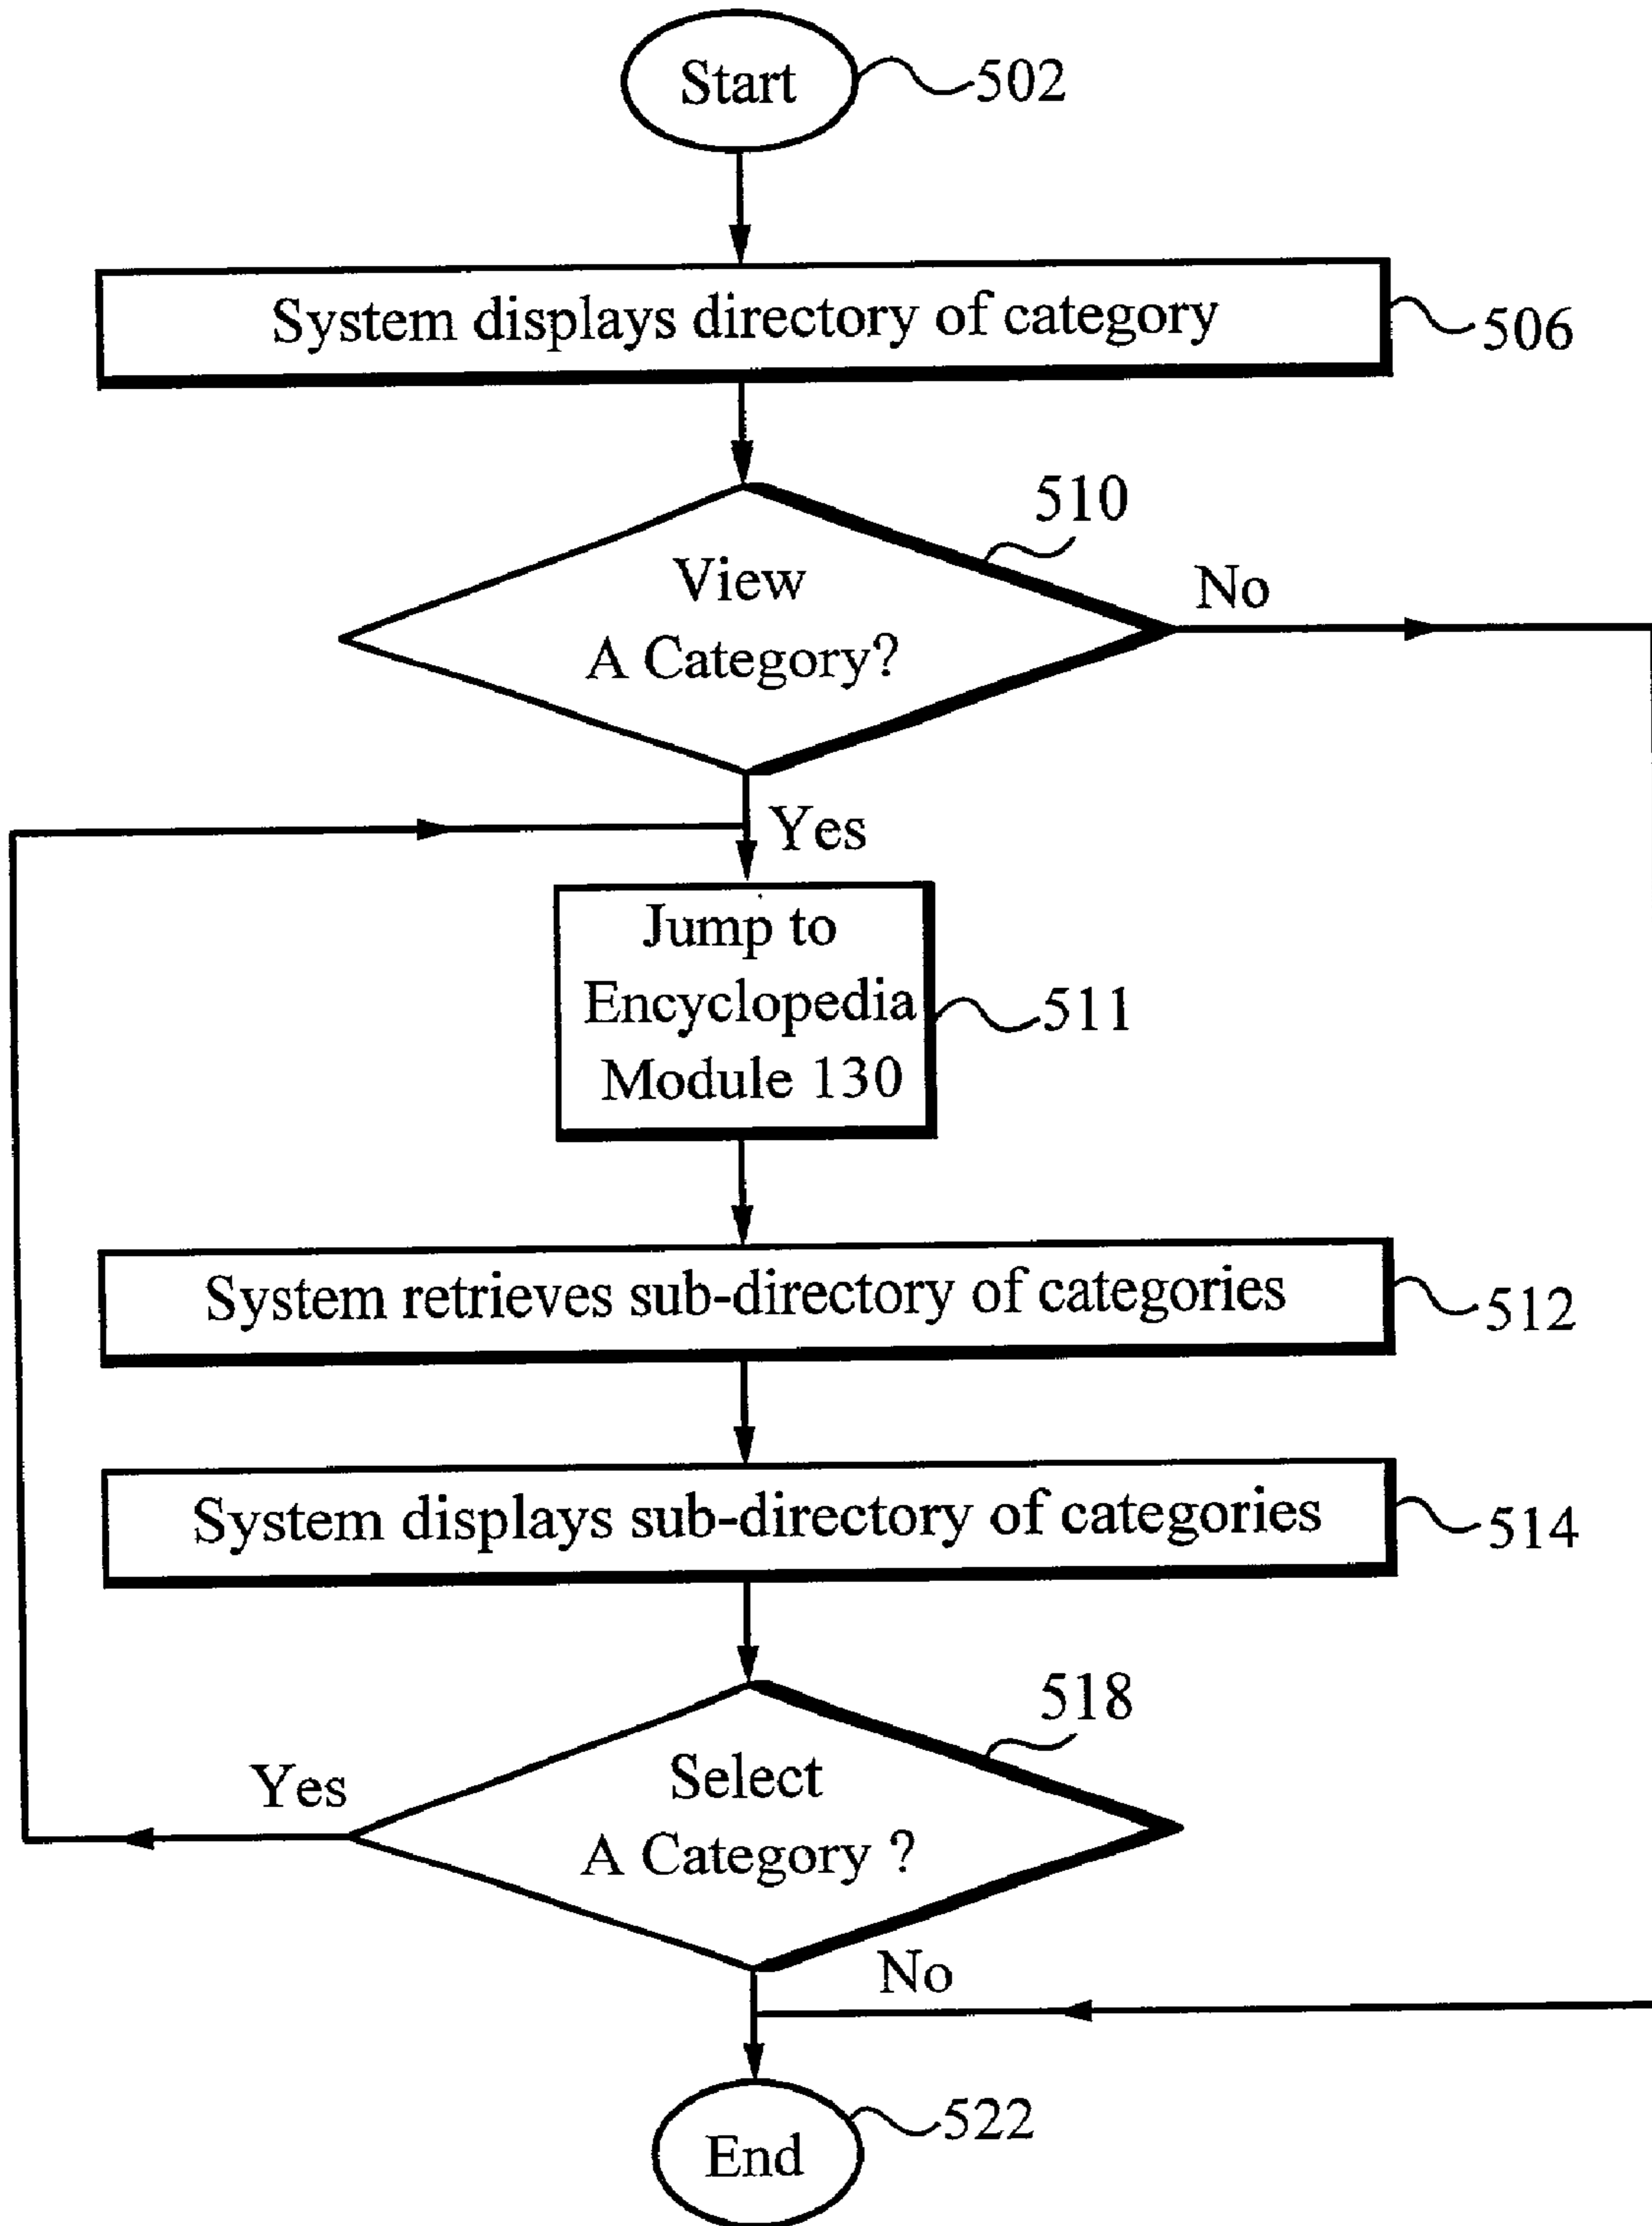 Start
502
System displays directory of category
506
510
View
A Category?
No
Yes
Jump to
Encyclopedia
Module 130
511
System retrieves sub-directory of categories
512
System displays sub-directory of categories
514
518
Select
A Category ?
Yes
No
End
522